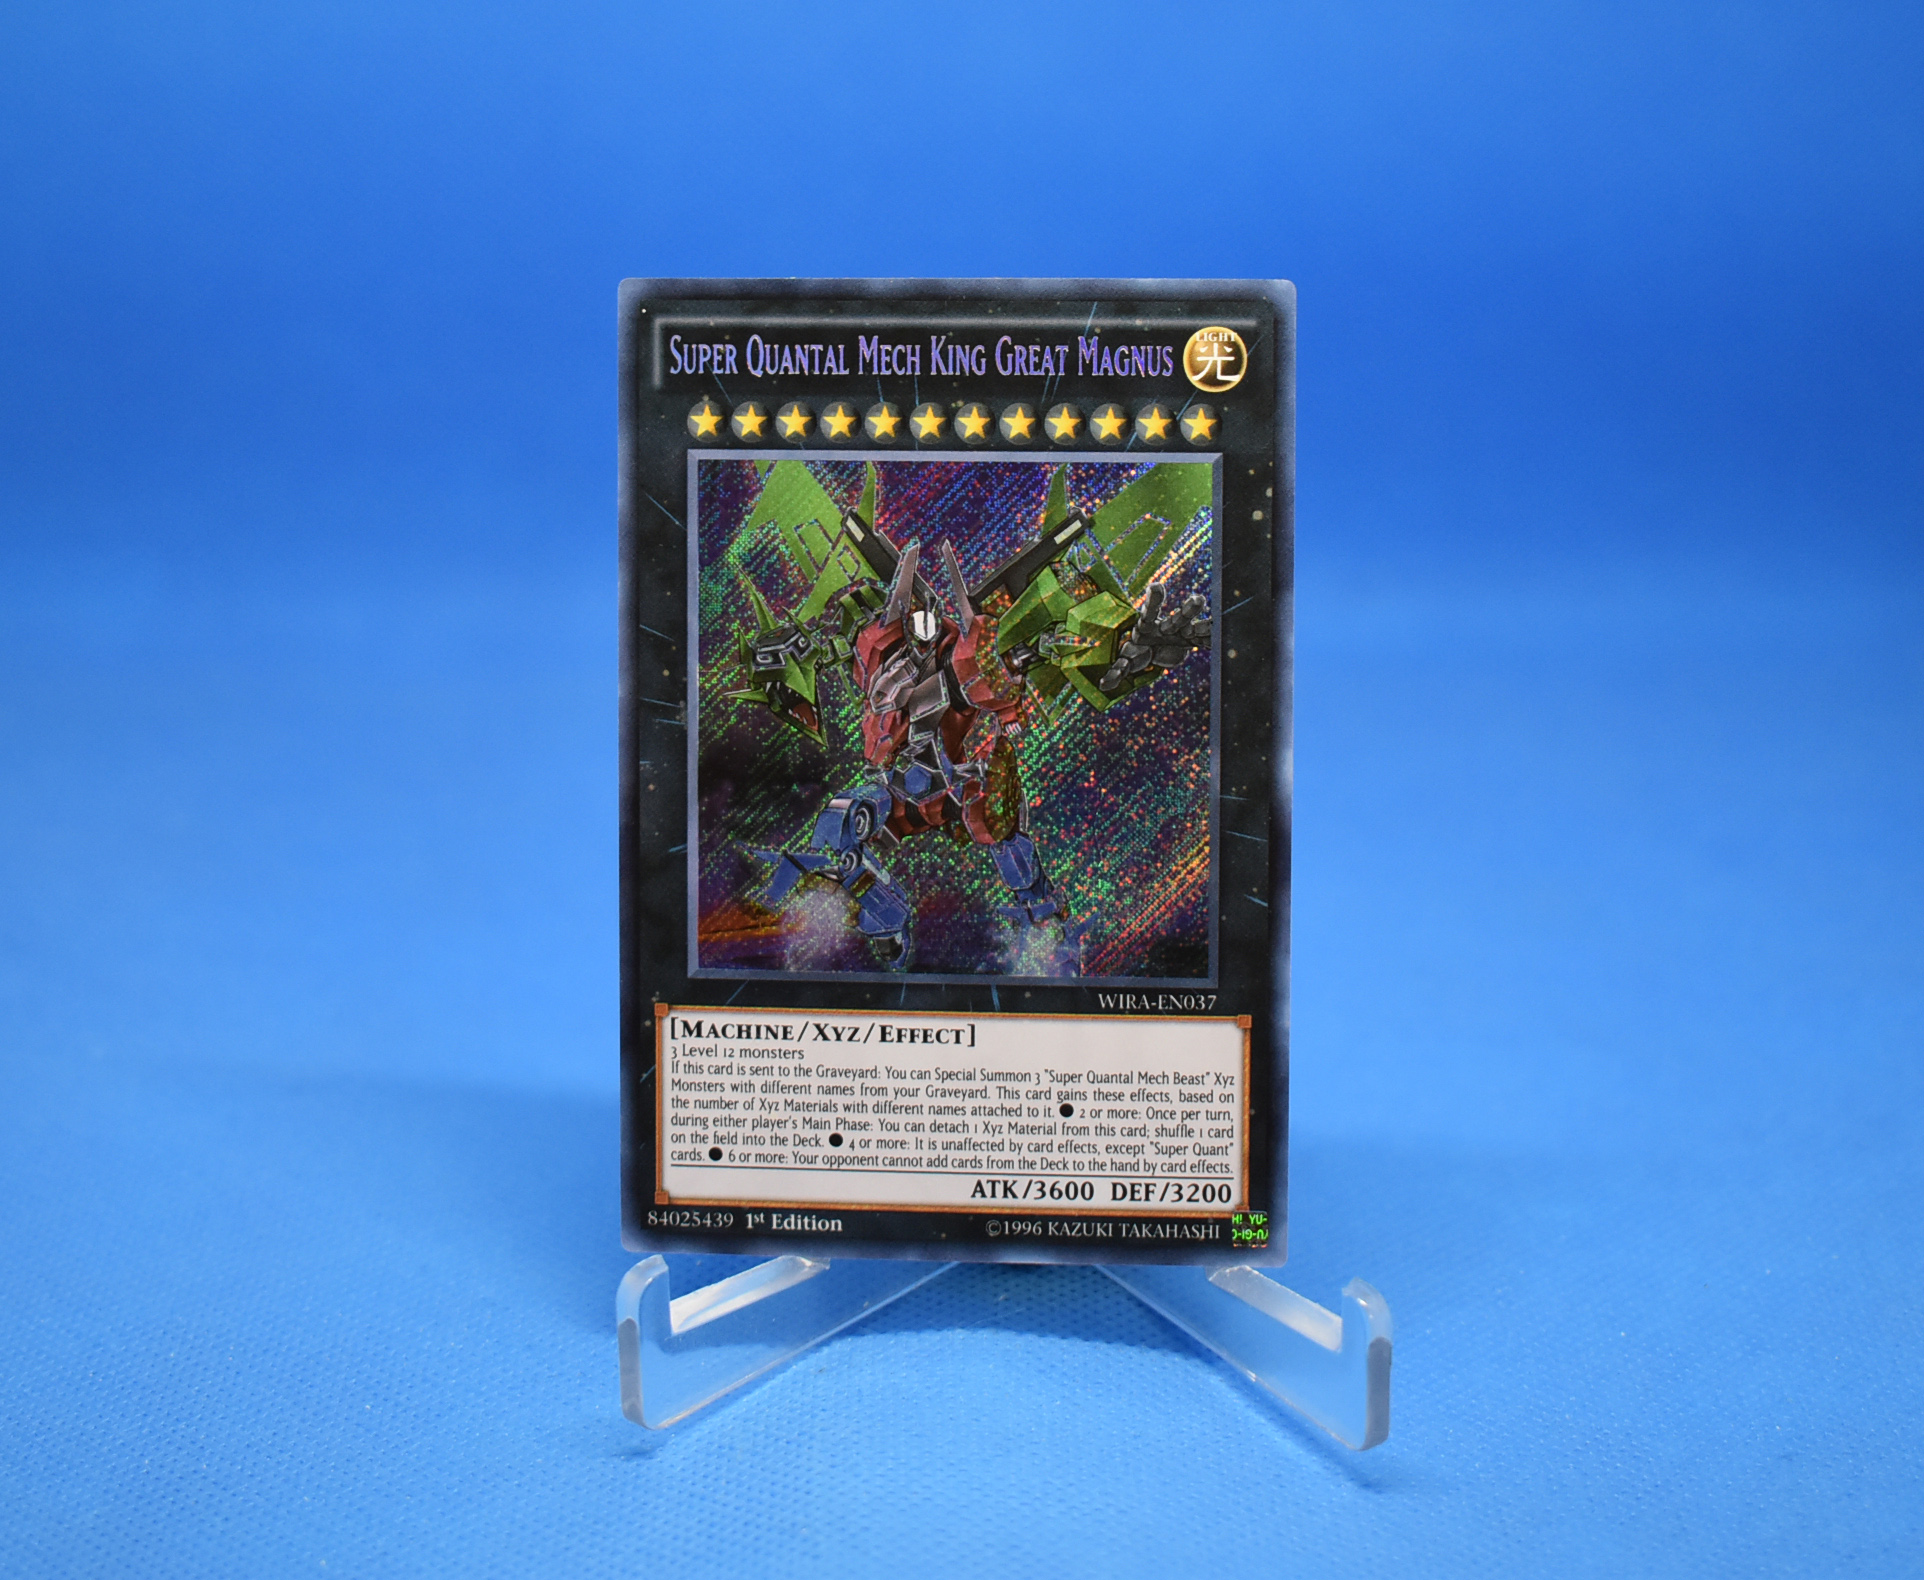 SUPER QUANTAL MECH KING GREAT MAGNUS
LIGHT
光
WIRA-EN037
[MACHINE/XYZ/EFFECT]
3 Level 12 monsters
If this card is sent to the Graveyard: You can Special Summon 3 "Super Quantal Mech Beast" Xyz
Monsters with different names from your Graveyard. This card gains these effects, based on
the number of Xyz Materials with different names attached to it. ● 2 or more: Once per turn,
during either player's Main Phase: You can detach 1 Xyz Material from this card; shuffle 1 card
on the field into the Deck. ● 4 or more: It is unaffected by card effects, except "Super Quant"
cards. ● 6 or more: Your opponent cannot add cards from the Deck to the hand by card effects.
ATK/3600 DEF/3200
84025439 1st Edition
©1996 KAZUKI TAKAHASHI